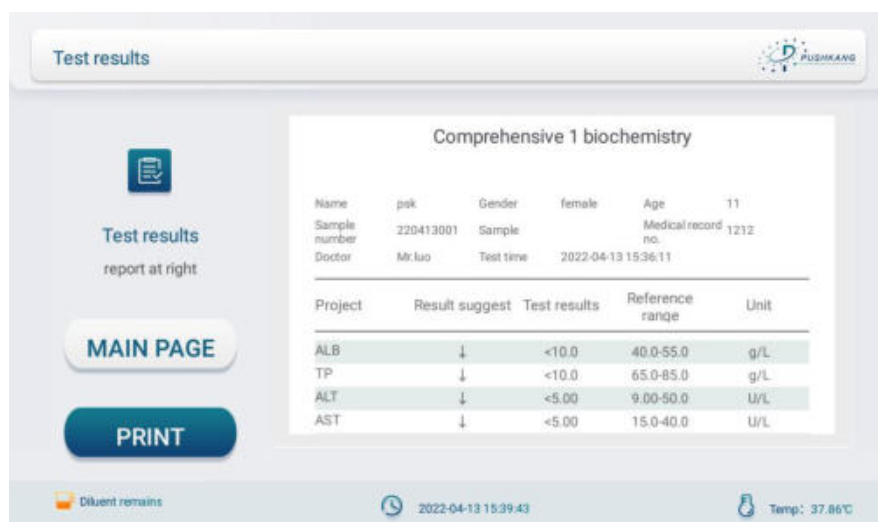 Test results
PUSHKANG
Test results
report at right
MAIN PAGE
PRINT
Comprehensive 1 biochemistry
Name psk Gender female Age 11
Sample number 220413001 Sample Medical record no. 1212
Doctor Mr.luo Test time 2022-04-13 15:36:11
Project Result suggest Test results Reference range Unit
ALB ↓ <10.0 40.0-55.0 g/L
TP ↓ <10.0 65.0-85.0 g/L
ALT ↓ <5.00 9.00-50.0 U/L
AST ↓ <5.00 15.0-40.0 U/L
Diluent remains 2022-04-13 15:39:43 Temp: 37.86℃